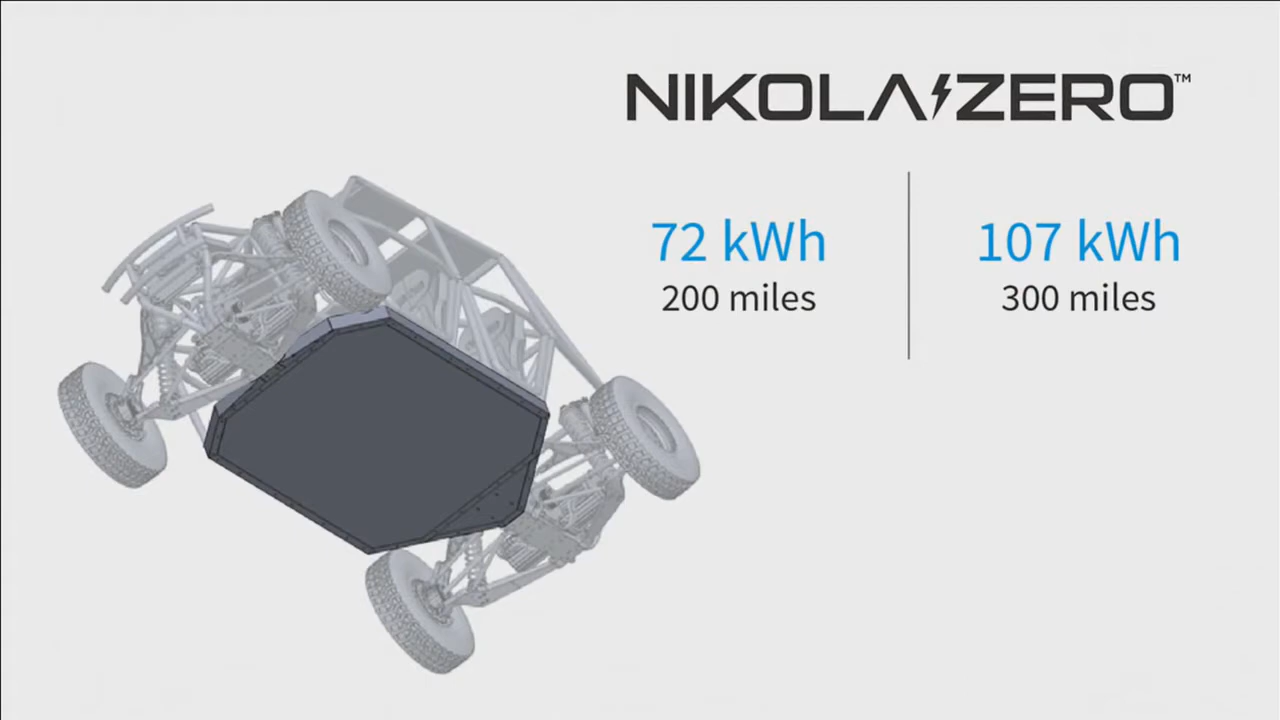 NIKOLA ZERO™
72 kWh
200 miles
107 kWh
300 miles